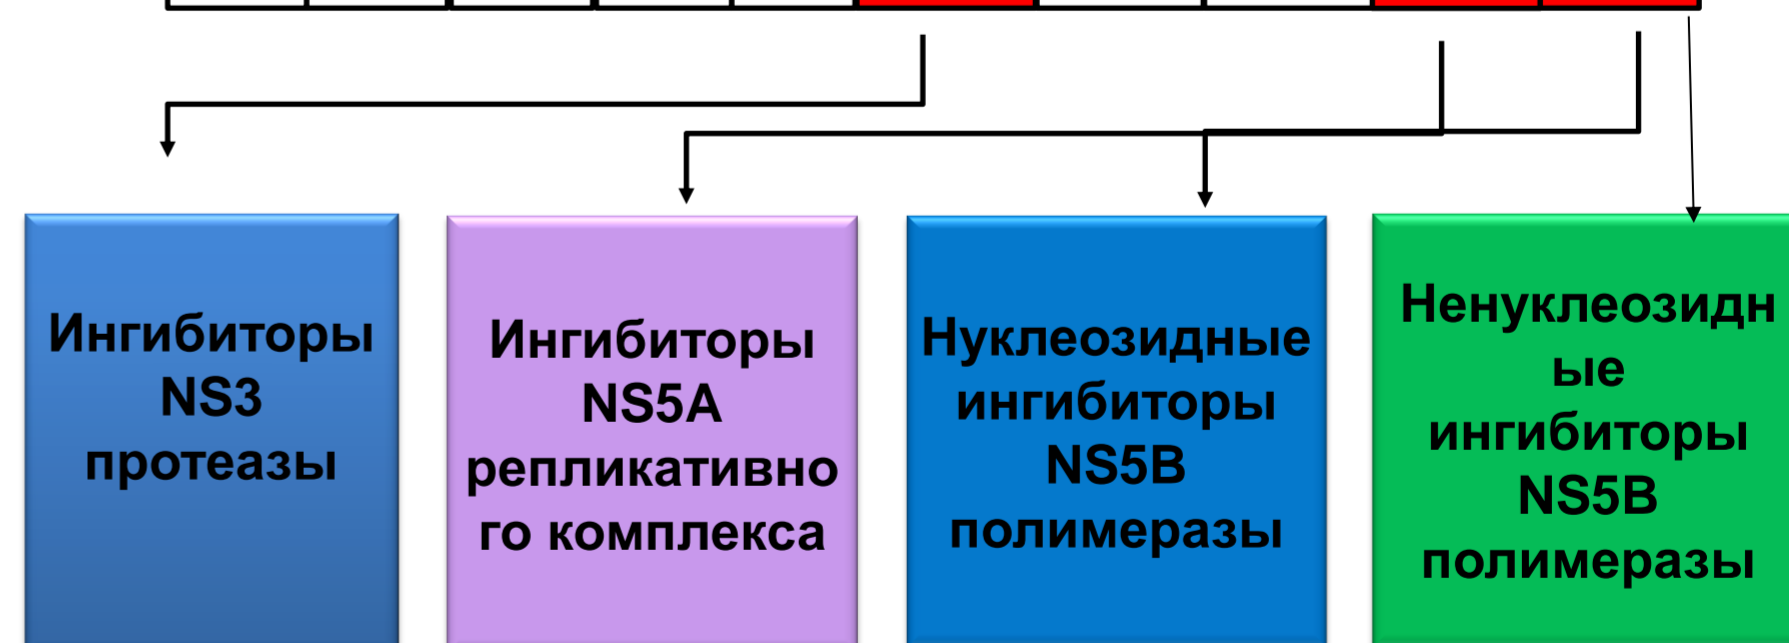 Ингибиторы
NS3
протеазы
Ингибиторы
NS5A
репликативно
го комплекса
Нуклеозидные
ингибиторы
NS5B
полимеразы
Ненуклеозидн
ые
ингибиторы
NS5B
полимеразы